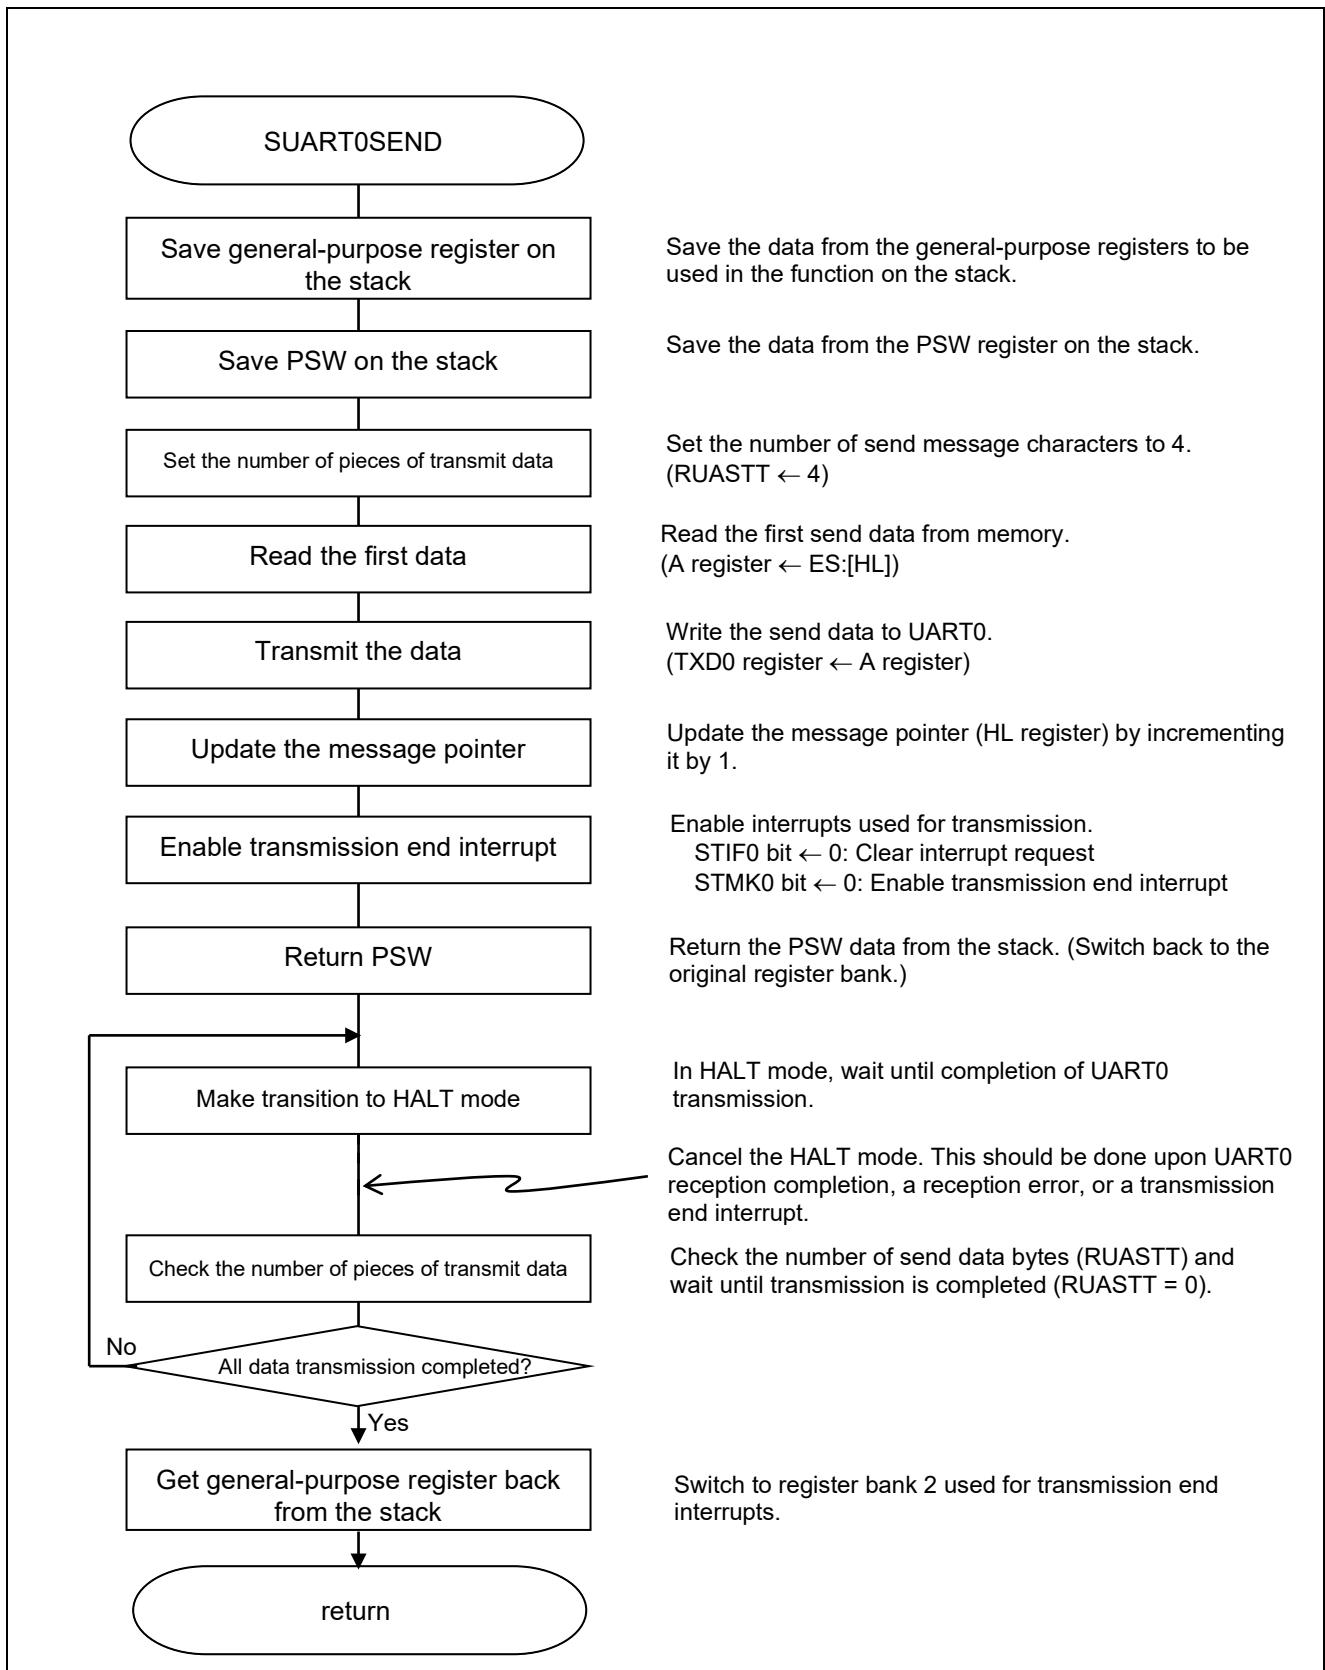 SUART0SEND
Save general-purpose register on
the stack
Save the data from the general-purpose registers to be
used in the function on the stack.
Save PSW on the stack
Save the data from the PSW register on the stack.
Set the number of pieces of transmit data
Set the number of send message characters to 4.
(RUASTT ← 4)
Read the first data
Read the first send data from memory.
(A register ← ES:[HL])
Transmit the data
Write the send data to UART0.
(TXD0 register ← A register)
Update the message pointer
Update the message pointer (HL register) by incrementing
it by 1.
Enable transmission end interrupt
Enable interrupts used for transmission.
STIF0 bit ← 0: Clear interrupt request
STMK0 bit ← 0: Enable transmission end interrupt
Return PSW
Return the PSW data from the stack. (Switch back to the
original register bank.)
Make transition to HALT mode
In HALT mode, wait until completion of UART0
transmission.
Cancel the HALT mode. This should be done upon UART0
reception completion, a reception error, or a transmission
end interrupt.
Check the number of pieces of transmit data
Check the number of send data bytes (RUASTT) and
wait until transmission is completed (RUASTT = 0).
No
All data transmission completed?
Yes
Get general-purpose register back
from the stack
Switch to register bank 2 used for transmission end
interrupts.
return